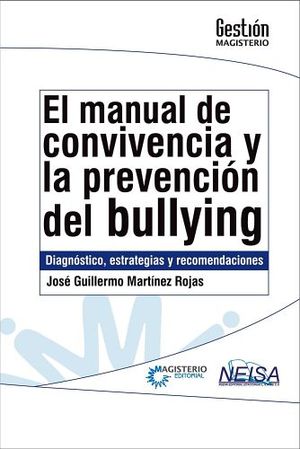 Gestión
MAGISTERIO
El manual de
convivencia y
la prevención
del bullying
Diagnóstico, estrategias y recomendaciones
José Guillermo Martínez Rojas
MAGISTERIO
EDITORIAL
NEISA